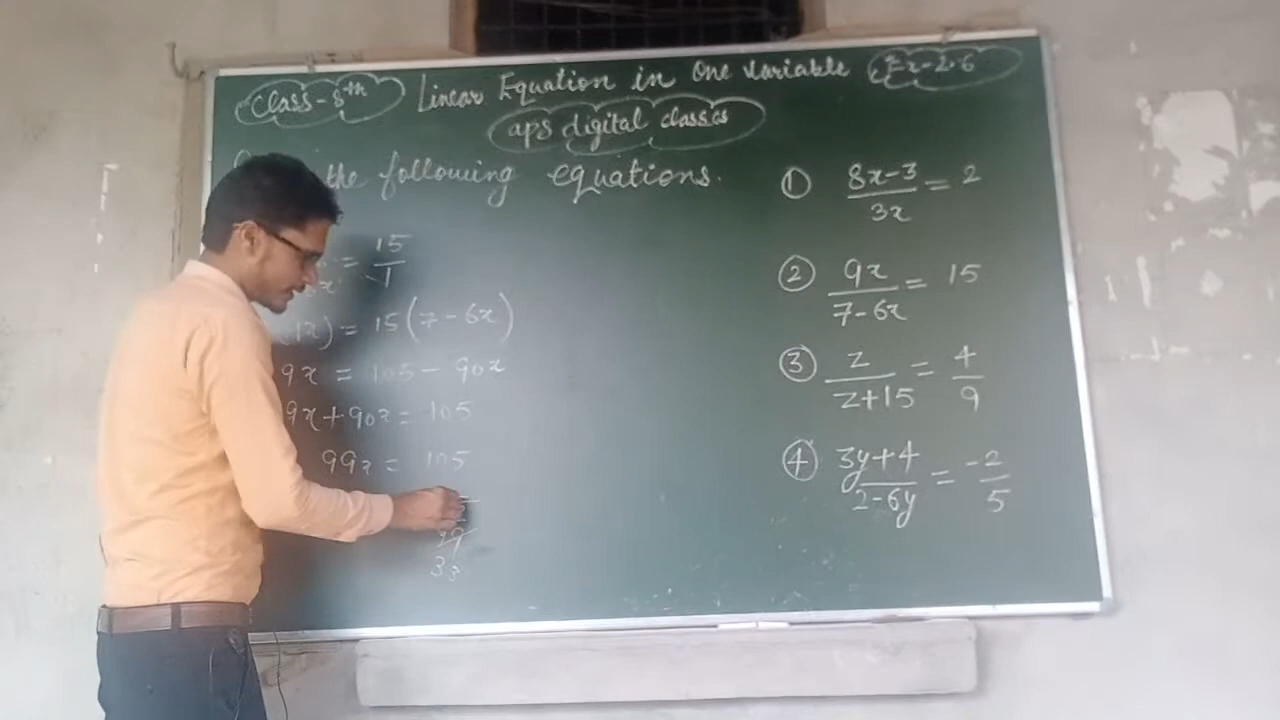 Class-8th Linear Equation in One Variable Ex-2.6
aps digital classes
the following equations.
= 15/1
1x) = 15(7-6x)
9x = 105-90x
9x+90x = 105
99x = 105
33
① (8x-3)/3x = 2
② 9x/(7-6x) = 15
③ z/(z+15) = 4/9
④ (3y+4)/(2-6y) = -2/5